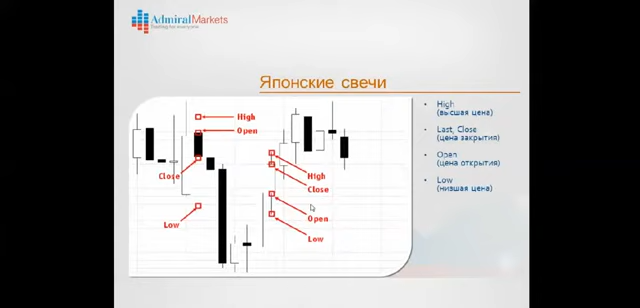 AdmiralMarkets
Японские свечи
High
Open
Close
Low
High
Close
Open
Low
High
(высшая цена)
Last, Close
(цена закрытия)
Open
(цена открытия)
Low
(низшая цена)